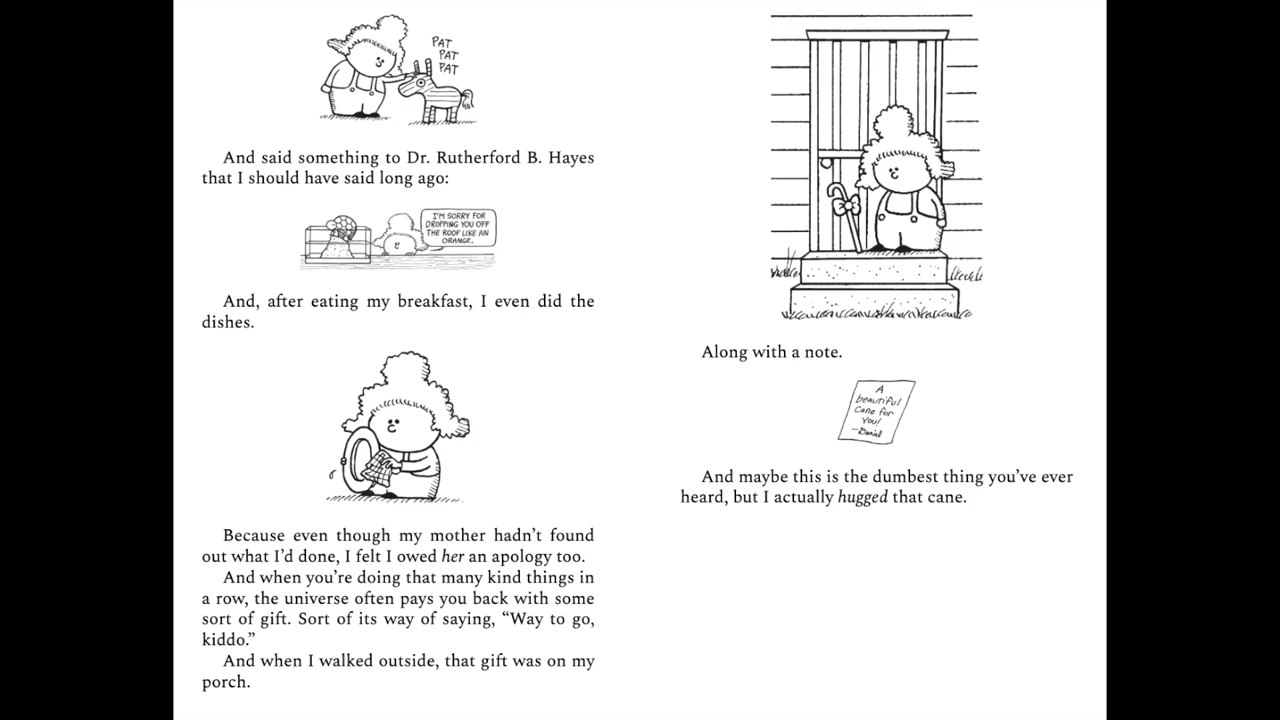 PAT
PAT
PAT
And said something to Dr. Rutherford B. Hayes
that I should have said long ago:
I'M SORRY FOR
DROPPING YOU OFF
THE ROOF LIKE AN
ORANGE.
And, after eating my breakfast, I even did the
dishes.
Because even though my mother hadn't found
out what I'd done, I felt I owed her an apology too.
And when you're doing that many kind things in
a row, the universe often pays you back with some
sort of gift. Sort of its way of saying, “Way to go,
kiddo.”
And when I walked outside, that gift was on my
porch.
Along with a note.
A
beautiful
cane for
you!
—Daniel
And maybe this is the dumbest thing you've ever
heard, but I actually hugged that cane.